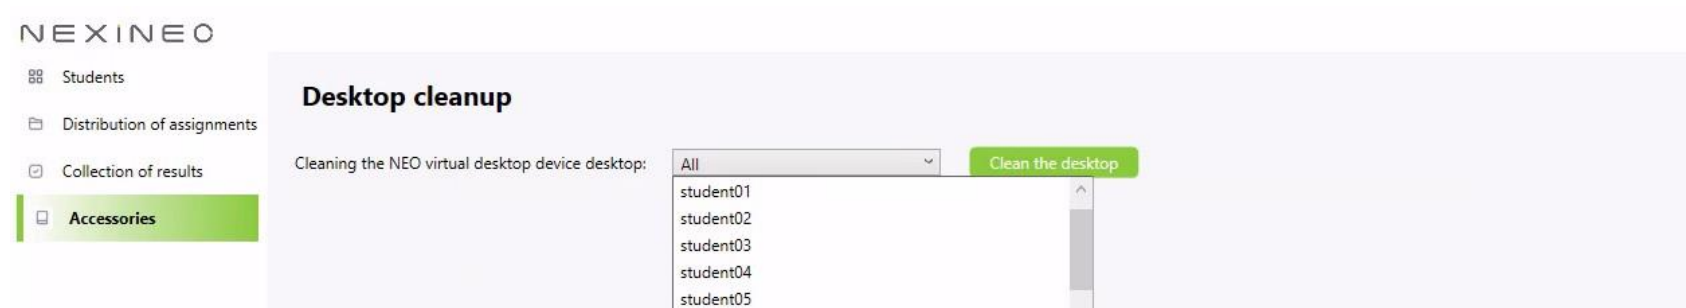 NEXINEO
Students
Distribution of assignments
Collection of results
Accessories
Desktop cleanup
Cleaning the NEO virtual desktop device desktop:
All
Clean the desktop
student01
student02
student03
student04
student05